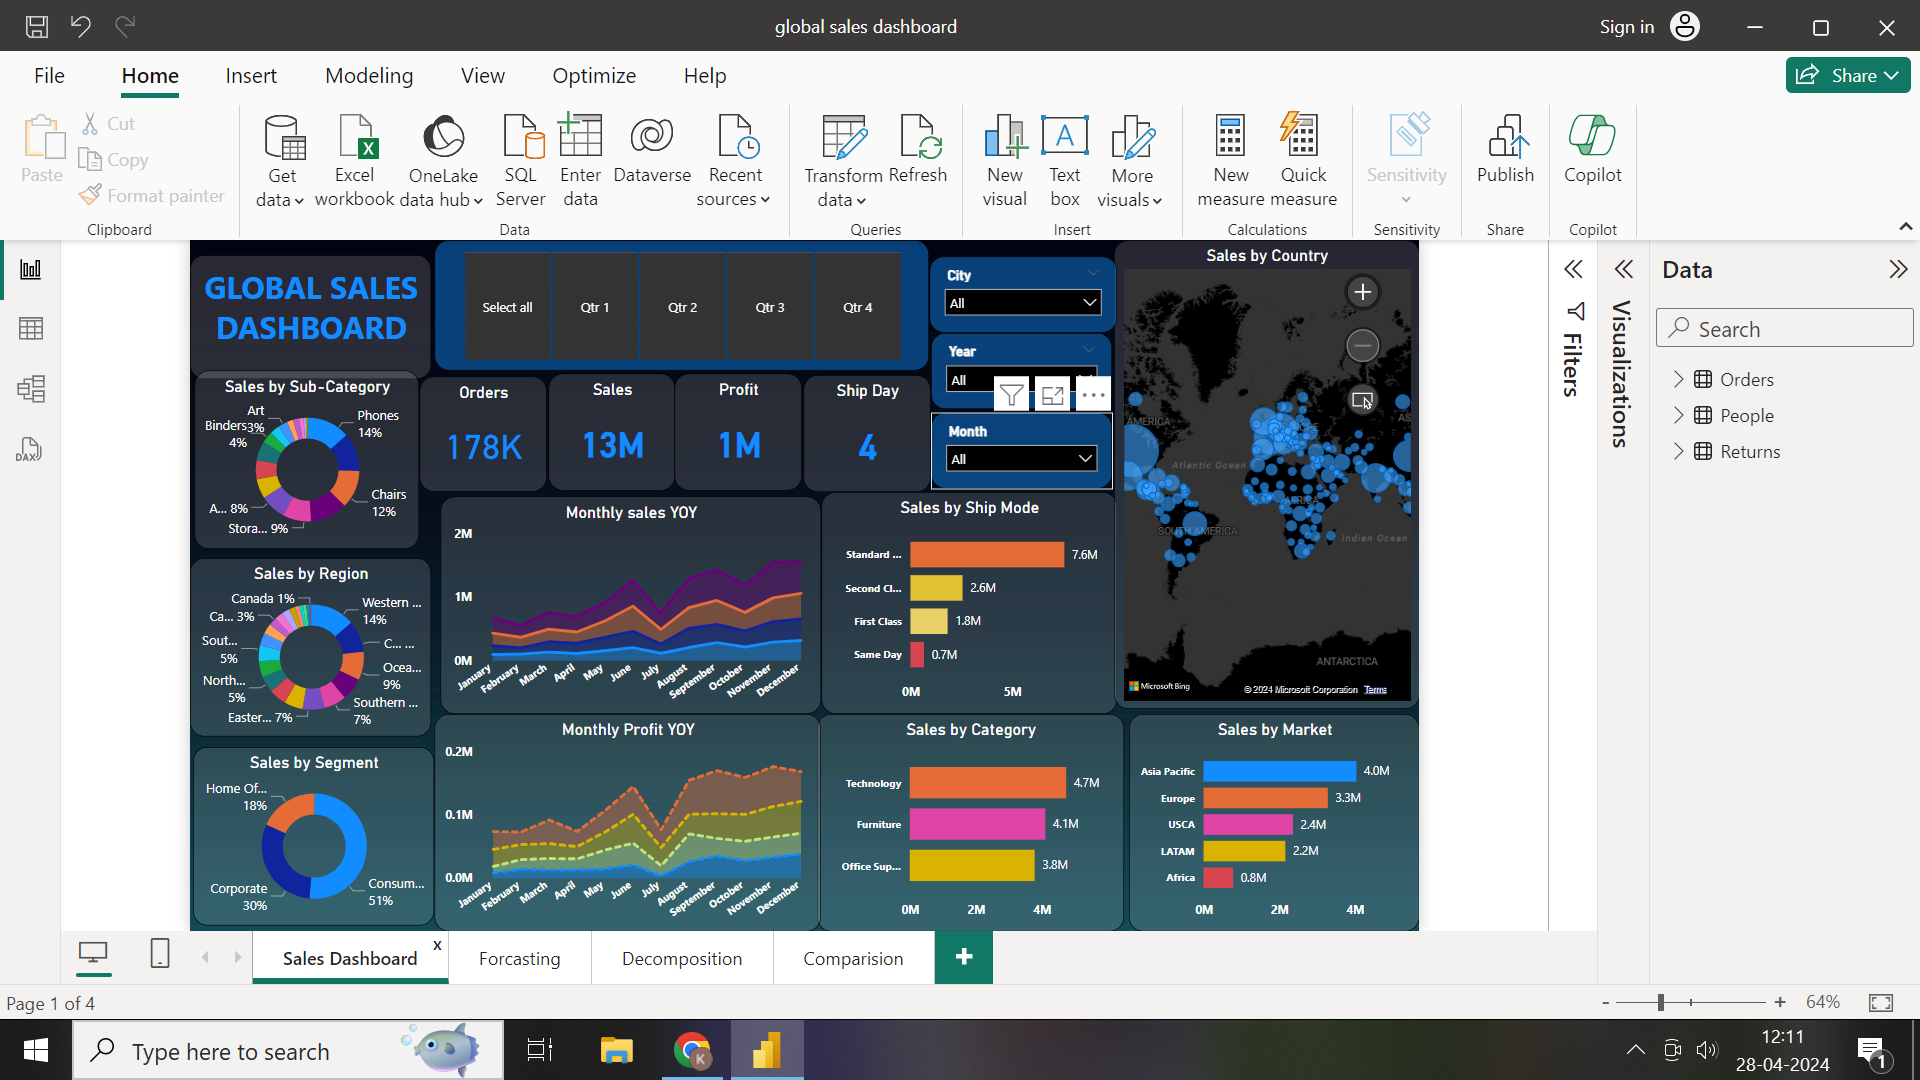 global sales dashboard
Sign in
File Home Insert Modeling View Optimize Help
Share
Paste
Cut
Copy
Format painter
Clipboard
Get data
Excel workbook
OneLake data hub
SQL Server
Enter data
Dataverse
Recent sources
Data
Transform data
Refresh
Queries
New visual
Text box
More visuals
Insert
New measure
Quick measure
Calculations
Sensitivity
Sensitivity
Publish
Share
Copilot
Copilot
GLOBAL SALES
DASHBOARD
Select all
Qtr 1
Qtr 2
Qtr 3
Qtr 4
City
All
Year
All
Month
All
Orders
178K
Sales
13M
Profit
1M
Ship Day
4
Sales by Sub-Category
Art
3%
Binders
4%
Phones
14%
Chairs
12%
A... 8%
Stora... 9%
Sales by Region
Canada 1%
Ca... 3%
Western ...
14%
Sout...
5%
C... ...
Ocea...
9%
North...
5%
Southern ...
7%
Easter... 7%
Sales by Segment
Home Of...
18%
Corporate
30%
Consum...
51%
Monthly sales YOY
2M
1M
0M
January
February
March
April
May
June
July
August
September
October
November
December
Monthly Profit YOY
0.2M
0.1M
0.0M
January
February
March
April
May
June
July
August
September
October
November
December
Sales by Ship Mode
Standard ... 7.6M
Second Cl... 2.6M
First Class 1.8M
Same Day 0.7M
0M 5M
Sales by Category
Technology 4.7M
Furniture 4.1M
Office Sup... 3.8M
0M 2M 4M
Sales by Country
AMERICA
AS
Atlantic Ocean
AFRICA
SOUTH AMERICA
Indian Ocean
ANTARCTICA
Microsoft Bing
© 2024 Microsoft Corporation Terms
Sales by Market
Asia Pacific 4.0M
Europe 3.3M
USCA 2.4M
LATAM 2.2M
Africa 0.8M
0M 2M 4M
Filters
Visualizations
Data
Search
Orders
People
Returns
DAX
Sales Dashboard x
Forcasting
Decomposition
Comparision
+
Page 1 of 4
- + 64%
Type here to search
K
12:11
28-04-2024
1